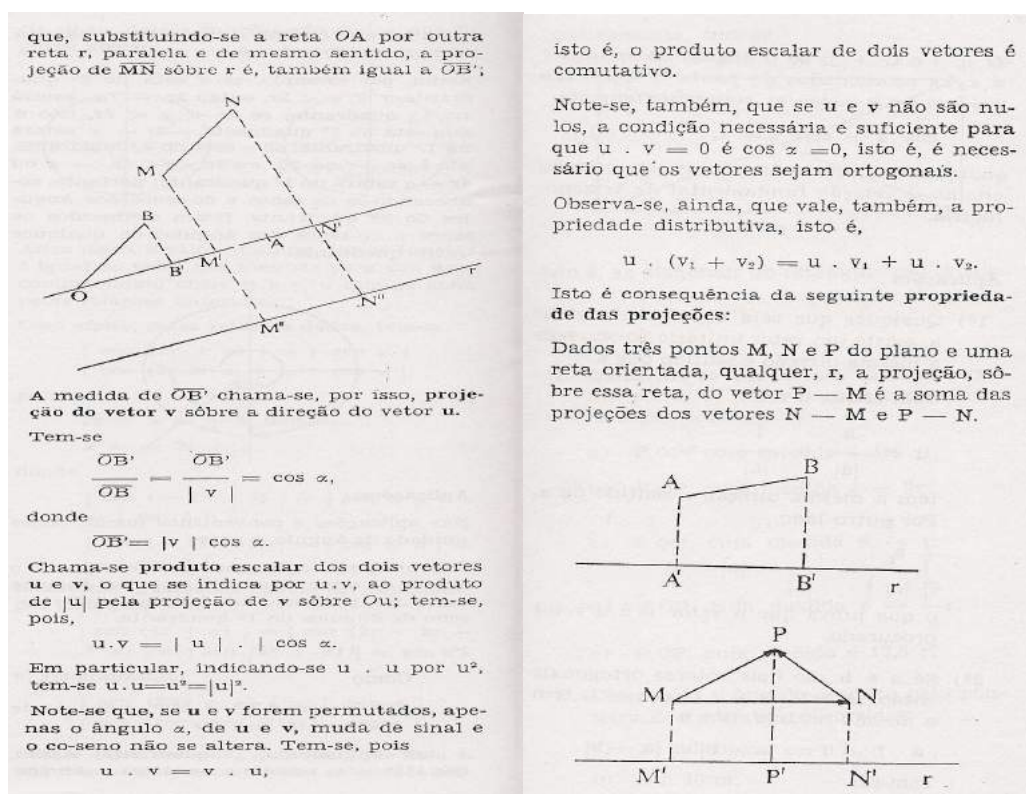 que, substituindo-se a reta OA por outra
reta r, paralela e de mesmo sentido, a pro-
jeção de MN sôbre r é, também igual a OB';
N
M
B
N'
A
M'
B'
r
O
N"
M"
A medida de OB' chama-se, por isso, proje-
ção do vetor v sôbre a direção do vetor u.
Tem-se
OB' / OB = OB' / | v | = cos α,
donde
OB' = |v | cos α.
Chama-se produto escalar dos dois vetores
u e v, o que se indica por u.v, ao produto
de |u| pela projeção de v sôbre Ou; tem-se,
pois,
u.v = | u | . | cos α.
Em particular, indicando-se u . u por u²,
tem-se u.u=u²=|u|².
Note-se que, se u e v forem permutados, ape-
nas o ângulo α, de u e v, muda de sinal e
o co-seno não se altera. Tem-se, pois
u . v = v . u,
isto é, o produto escalar de dois vetores é
comutativo.
Note-se, também, que se u e v não são nu-
los, a condição necessária e suficiente para
que u . v = 0 é cos α =0, isto é, é neces-
sário que os vetores sejam ortogonais.
Observa-se, ainda, que vale, também, a pro-
priedade distributiva, isto é,
u . (v₁ + v₂) = u . v₁ + u . v₂.
Isto é consequência da seguinte proprieda-
de das projeções:
Dados três pontos M, N e P do plano e uma
reta orientada, qualquer, r, a projeção, sô-
bre essa reta, do vetor P — M é a soma das
projeções dos vetores N — M e P — N.
A
B
A'
B'
r
P
M
N
M'
P'
N'
r